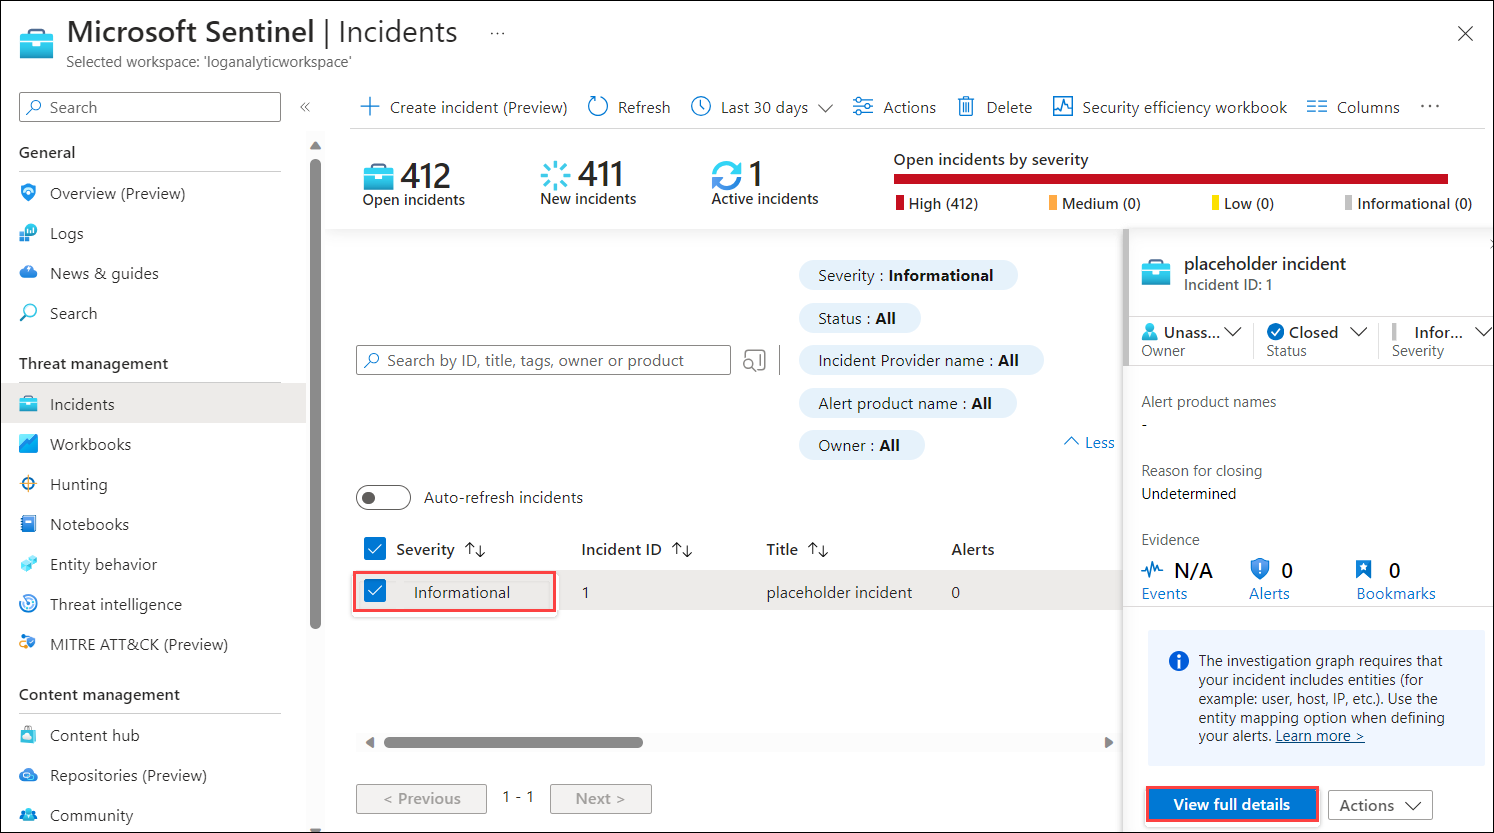 Microsoft Sentinel | Incidents ...
Selected workspace: 'loganalyticworkspace'
Search «
General
Overview (Preview)
Logs
News & guides
Search
Threat management
Incidents
Workbooks
Hunting
Notebooks
Entity behavior
Threat intelligence
MITRE ATT&CK (Preview)
Content management
Content hub
Repositories (Preview)
Community
Create incident (Preview) Refresh Last 30 days Actions Delete Security efficiency workbook Columns ...
412 Open incidents
411 New incidents
1 Active incidents
Open incidents by severity
High (412) Medium (0) Low (0) Informational (0)
Search by ID, title, tags, owner or product
Severity : Informational
Status : All
Incident Provider name : All
Alert product name : All
Owner : All
Less
Auto-refresh incidents
Severity Incident ID Title Alerts
Informational 1 placeholder incident 0
< Previous 1 - 1 Next >
placeholder incident
Incident ID: 1
Unass... Closed Infor...
Owner Status Severity
Alert product names
-
Reason for closing
Undetermined
Evidence
N/A 0 0
Events Alerts Bookmarks
The investigation graph requires that
your incident includes entities (for
example: user, host, IP, etc.). Use the
entity mapping option when defining
your alerts. Learn more >
View full details Actions